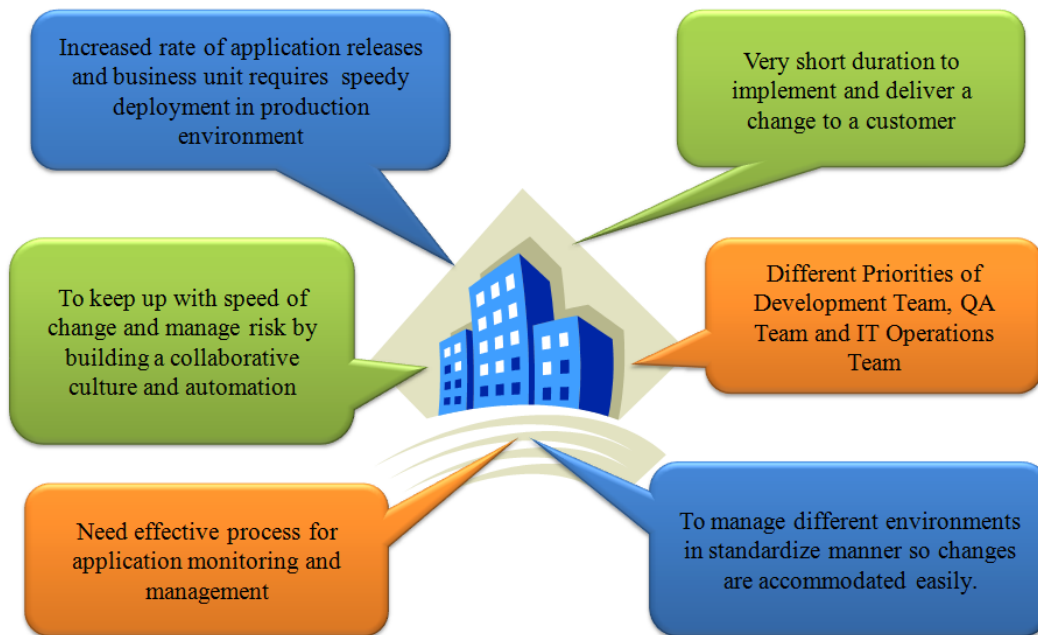 Increased rate of application releases
and business unit requires speedy
deployment in production
environment
Very short duration to
implement and deliver a
change to a customer
To keep up with speed of
change and manage risk by
building a collaborative
culture and automation
Different Priorities of
Development Team, QA
Team and IT Operations
Team
Need effective process for
application monitoring and
management
To manage different environments
in standardize manner so changes
are accommodated easily.